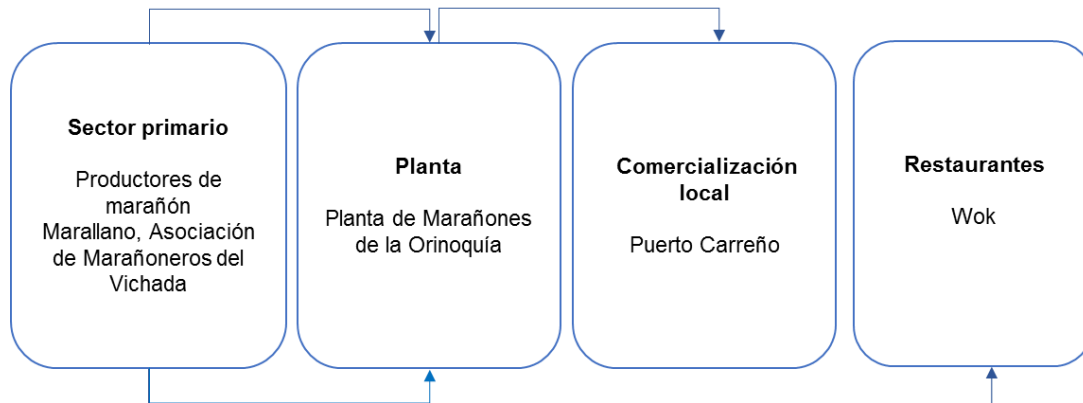 Sector primario
Productores de
marañón
Marallano, Asociación
de Marañoneros del
Vichada
Planta
Planta de Marañones
de la Orinoquía
Comercialización
local
Puerto Carreño
Restaurantes
Wok